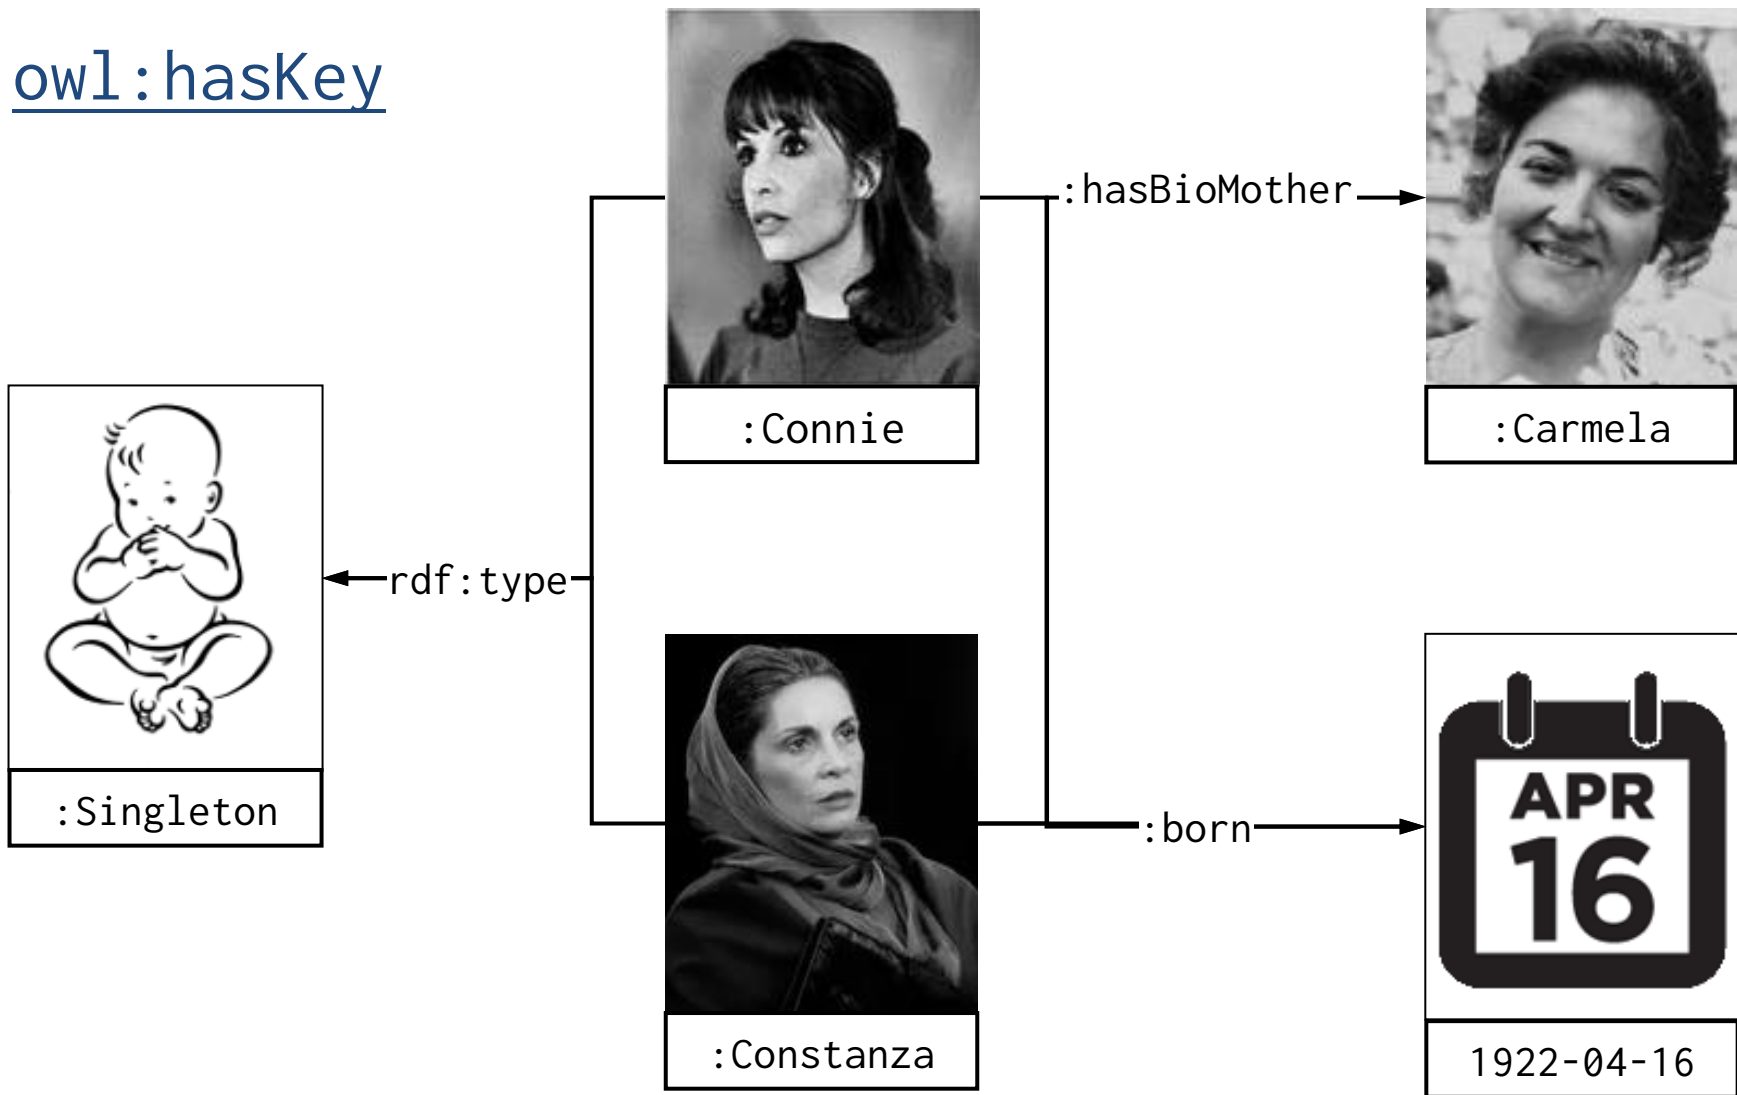 owl:hasKey
:hasBioMother
:Connie
:Carmela
rdf:type
:Singleton
APR
16
:born
:Constanza
1922-04-16